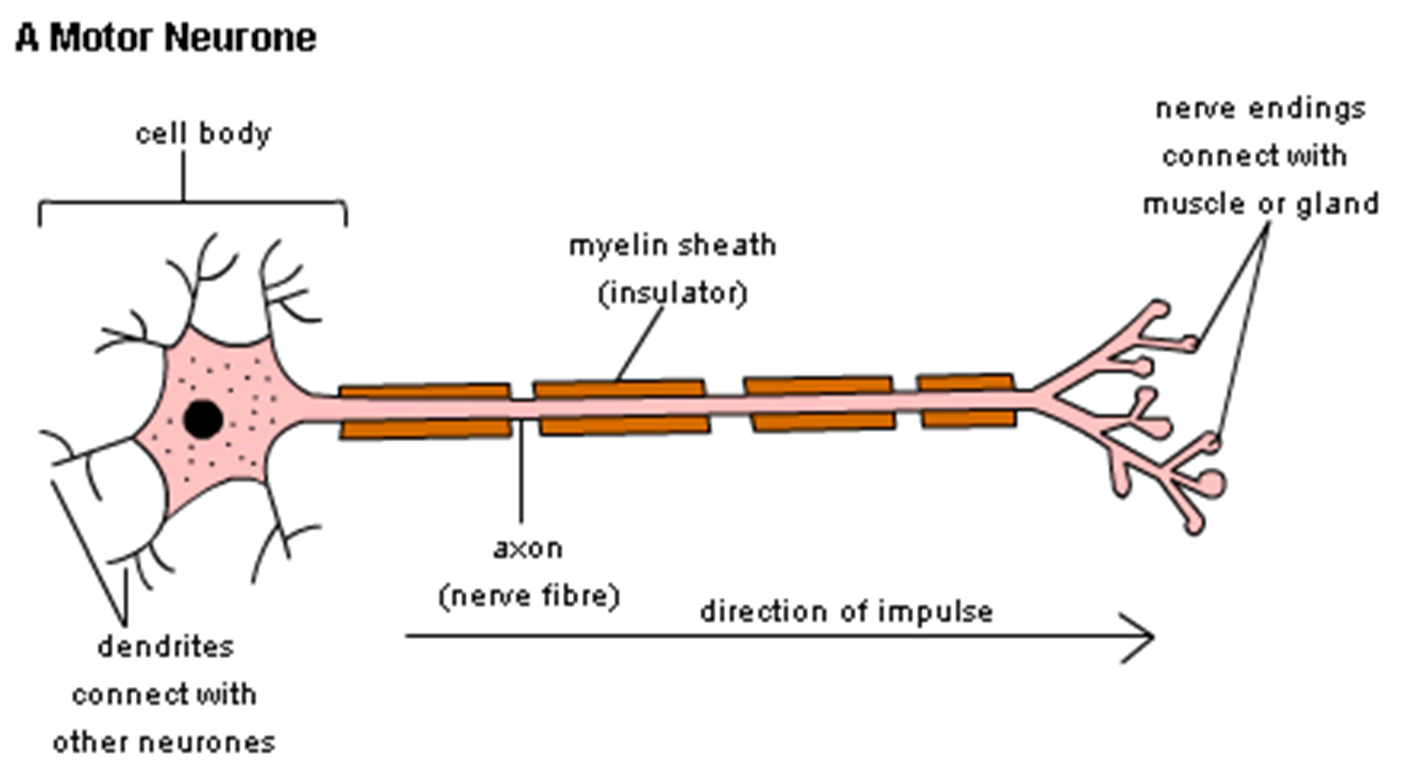 A Motor Neurone
cell body
nerve endings
connect with
muscle or gland
myelin sheath
(insulator)
axon
(nerve fibre)
direction of impulse
dendrites
connect with
other neurones